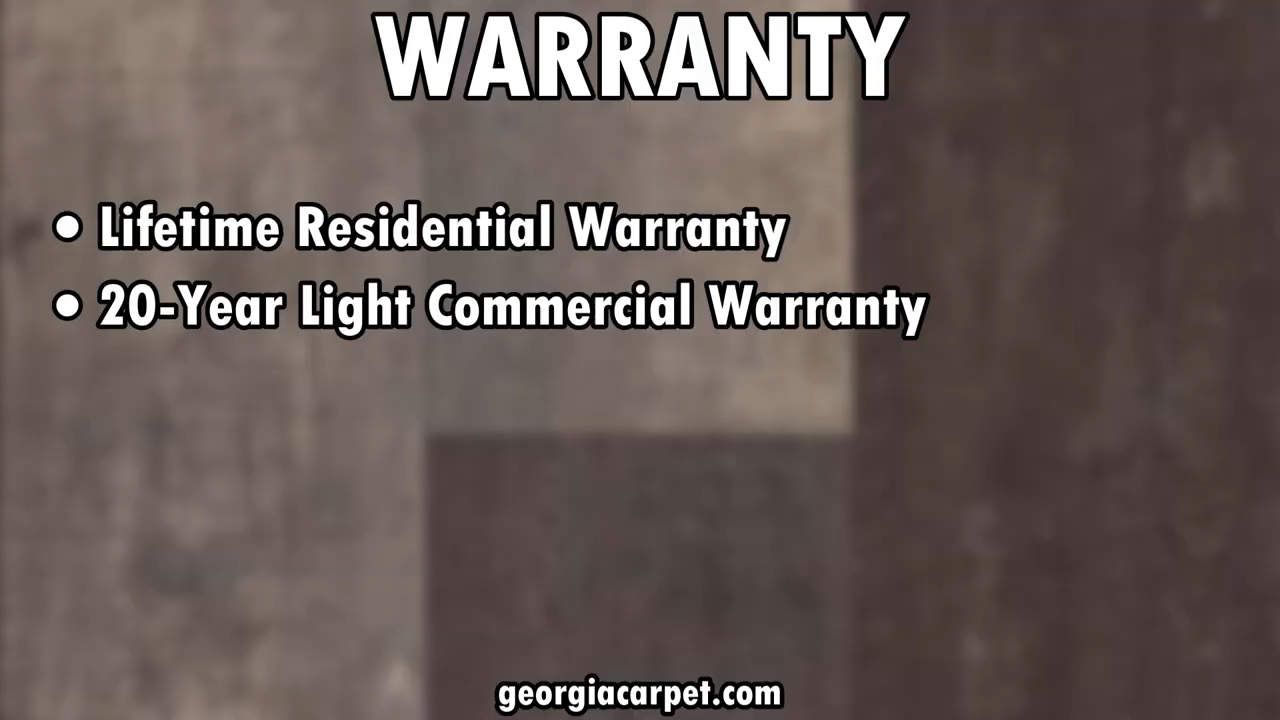 WARRANTY
• Lifetime Residential Warranty
• 20-Year Light Commercial Warranty
georgiacarpet.com